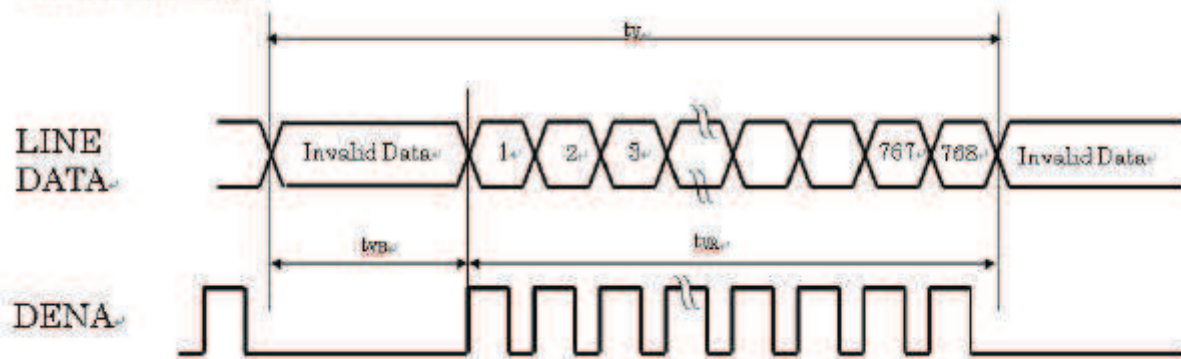 tv
LINE DATA
Invalid Data 1 2 3 767 768 Invalid Data
tVB tVA
DENA